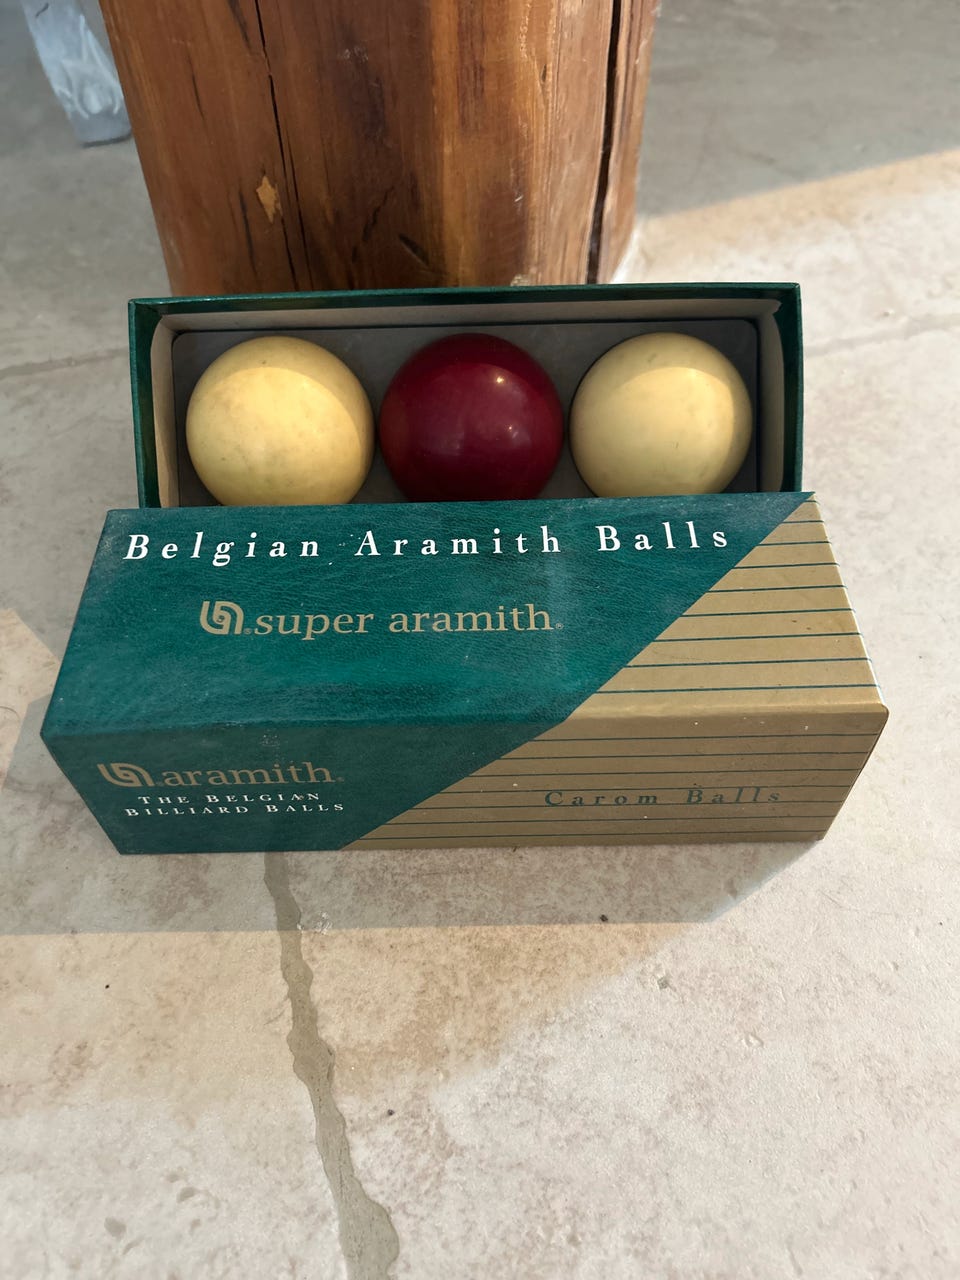 Belgian Aramith Balls
super aramith®
aramith®
THE BELGIAN
BILLIARD BALLS
Carom Balls